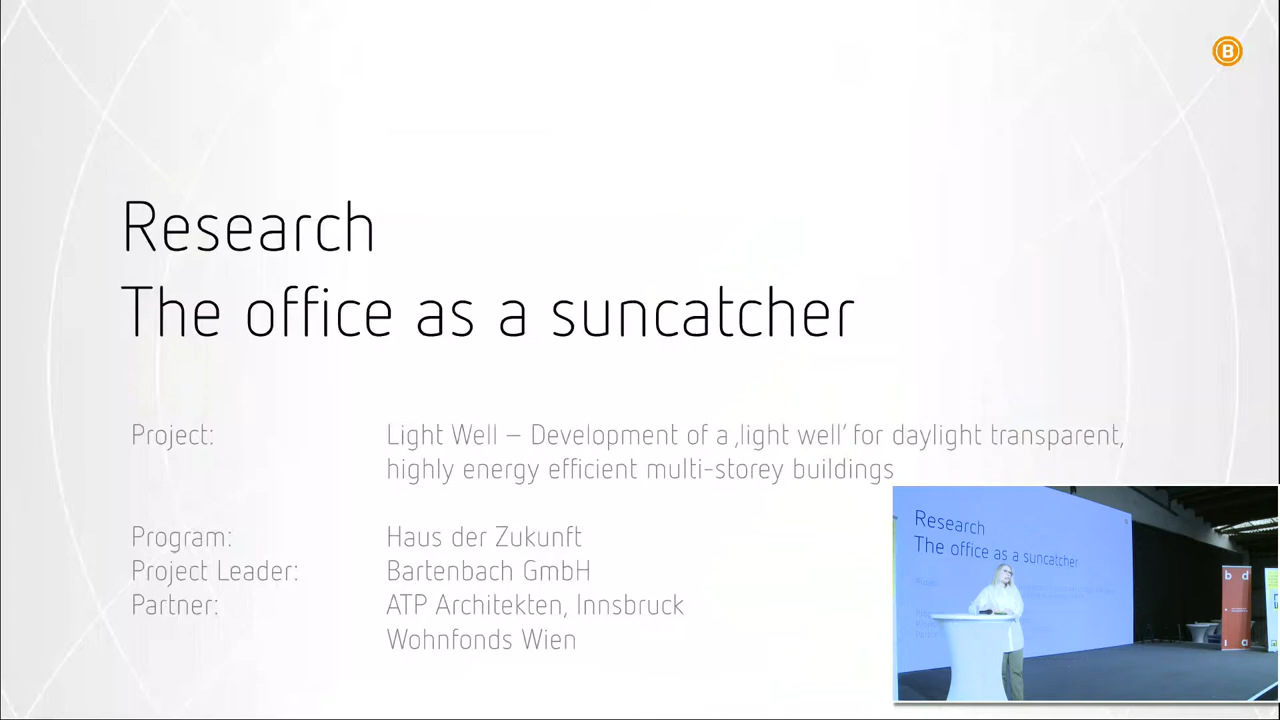 B
Research
The office as a suncatcher
Project: Light Well – Development of a ‚light well’ for daylight transparent,
highly energy efficient multi-storey buildings
Program: Haus der Zukunft
Project Leader: Bartenbach GmbH
Partner: ATP Architekten, Innsbruck
Wohnfonds Wien
Research
The office as a suncatcher
b d
i a